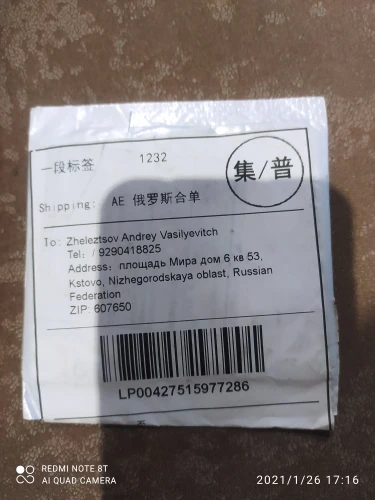 一段标签 1232
集/普
Shipping: AE 俄罗斯合单
To: Zheleztsov Andrey Vasilyevitch
Tel: / 9290418825
Address: площадь Мира дом 6 кв 53,
Kstovo, Nizhegorodskaya oblast, Russian
Federation
ZIP: 607650
LP00427515977286
REDMI NOTE 8T
AI QUAD CAMERA
2021/1/26 17:16